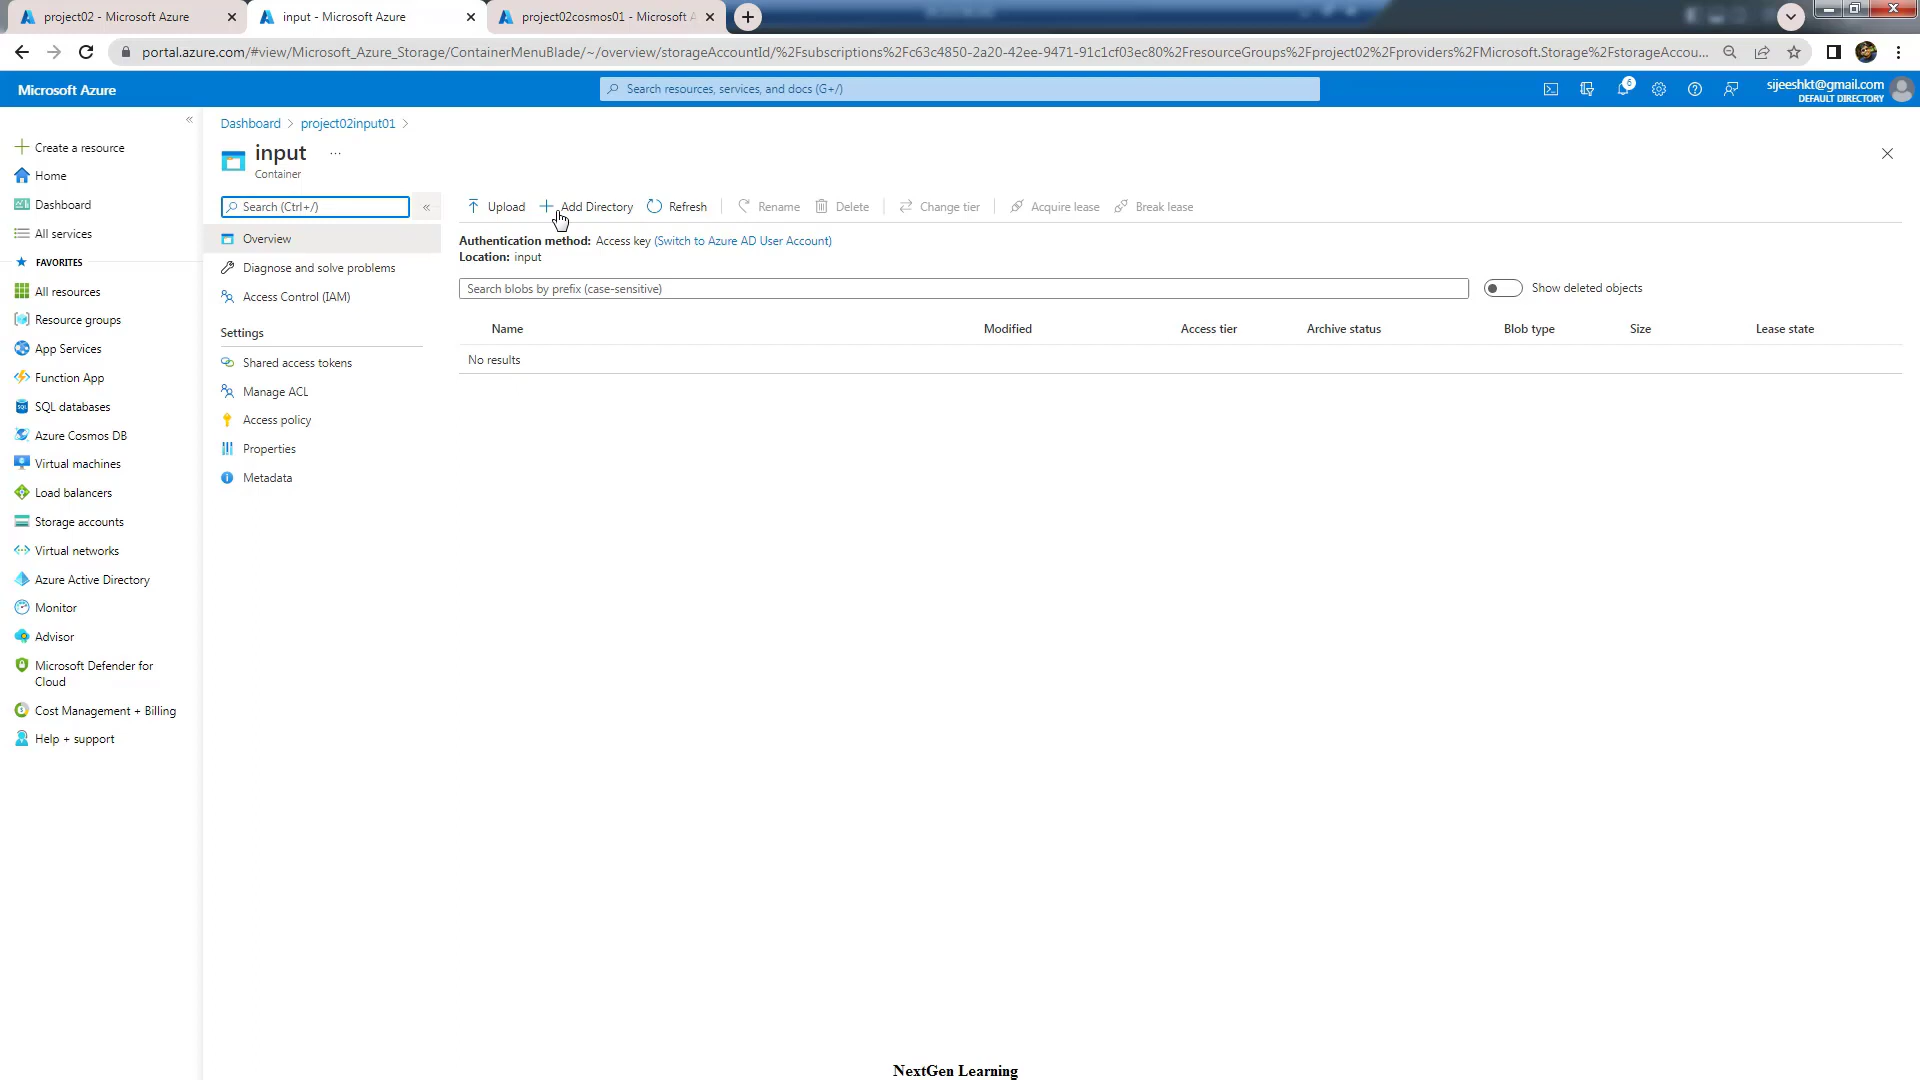 project02 - Microsoft Azure
input - Microsoft Azure
project02cosmos01 - Microsoft A
portal.azure.com/#view/Microsoft_Azure_Storage/ContainerMenuBlade/~/overview/storageAccountId/%2Fsubscriptions%2Fc63c4850-2a20-42ee-9471-91c1cf03ec80%2FresourceGroups%2Fproject02%2Fproviders%2FMicrosoft.Storage%2FstorageAccou...
Microsoft Azure
Search resources, services, and docs (G+/)
6
sijeeshkt@gmail.com
DEFAULT DIRECTORY
Create a resource
Home
Dashboard
All services
FAVORITES
All resources
Resource groups
App Services
Function App
SQL databases
Azure Cosmos DB
Virtual machines
Load balancers
Storage accounts
Virtual networks
Azure Active Directory
Monitor
Advisor
Microsoft Defender for
Cloud
Cost Management + Billing
Help + support
Dashboard > project02input01 >
input ...
Container
Search (Ctrl+/)
Overview
Diagnose and solve problems
Access Control (IAM)
Settings
Shared access tokens
Manage ACL
Access policy
Properties
Metadata
Upload Add Directory Refresh Rename Delete Change tier Acquire lease Break lease
Authentication method: Access key (Switch to Azure AD User Account)
Location: input
Search blobs by prefix (case-sensitive)
Show deleted objects
Name Modified Access tier Archive status Blob type Size Lease state
No results
NextGen Learning